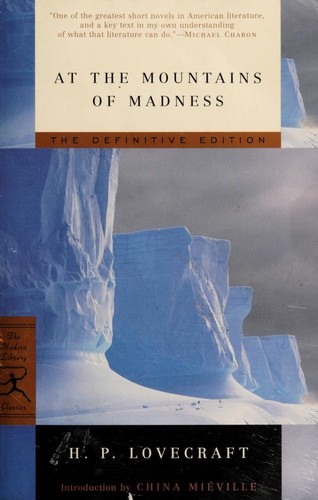 "One of the greatest short novels in American literature,
and a key text in my own understanding
of what that literature can do."—MICHAEL CHABON
AT THE MOUNTAINS
OF MADNESS
THE DEFINITIVE EDITION
The
Modern
Library
Classics
H. P. LOVECRAFT
Introduction by CHINA MIÉVILLE